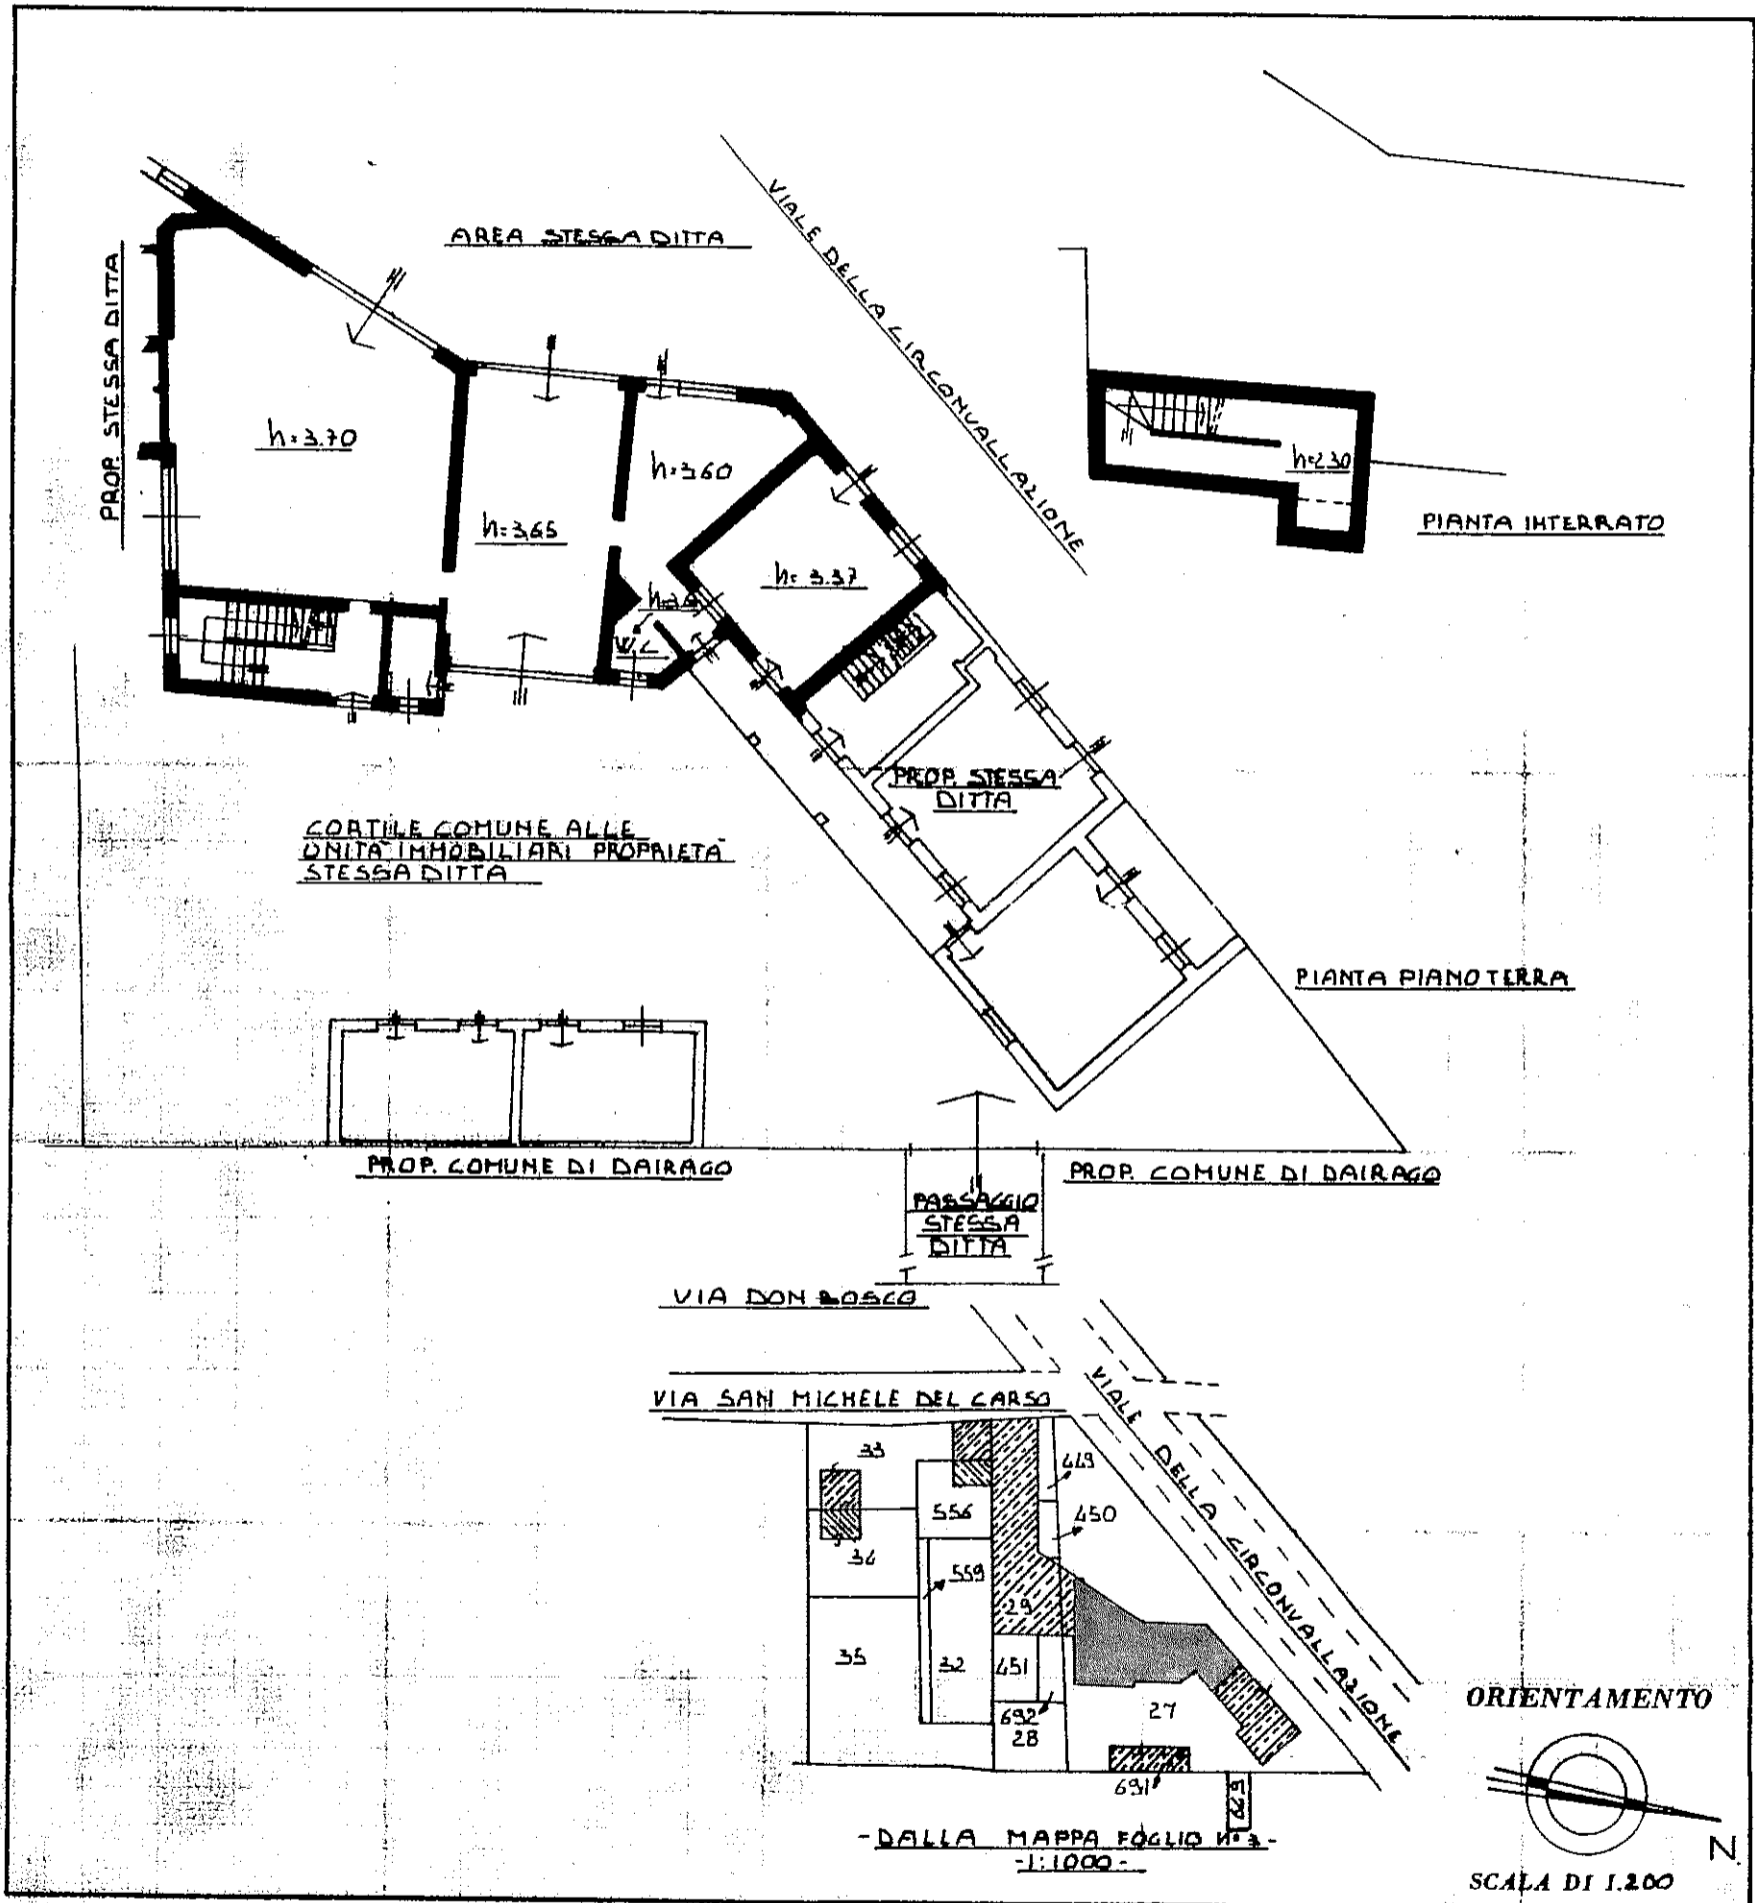 AREA STESSA DITTA
VIALE DELLA CIRCONVALLAZIONE
PROP. STESSA DITTA
h=3.70
h=3.60
h=2.30
h=3.65
PIANTA INTERRATO
h=3.37
W.C.
PROP. STESSA
DITTA
CORTILE COMUNE ALLE
UNITA' IMMOBILIARI PROPRIETA'
STESSA DITTA
PIANTA PIANO TERRA
PROP. COMUNE DI DAIRAGO
PROP. COMUNE DI DAIRAGO
PASSAGGIO
STESSA
DITTA
VIA DON BOSCO
VIA SAN MICHELE DEL CARSO
VIALE DELLA CIRCONVALLAZIONE
33
449
556
450
34
559
29
35
32
451
27
692
28
691
ORIENTAMENTO
N
-DALLA MAPPA FOGLIO N°3-
-1:1000-
SCALA DI 1.200